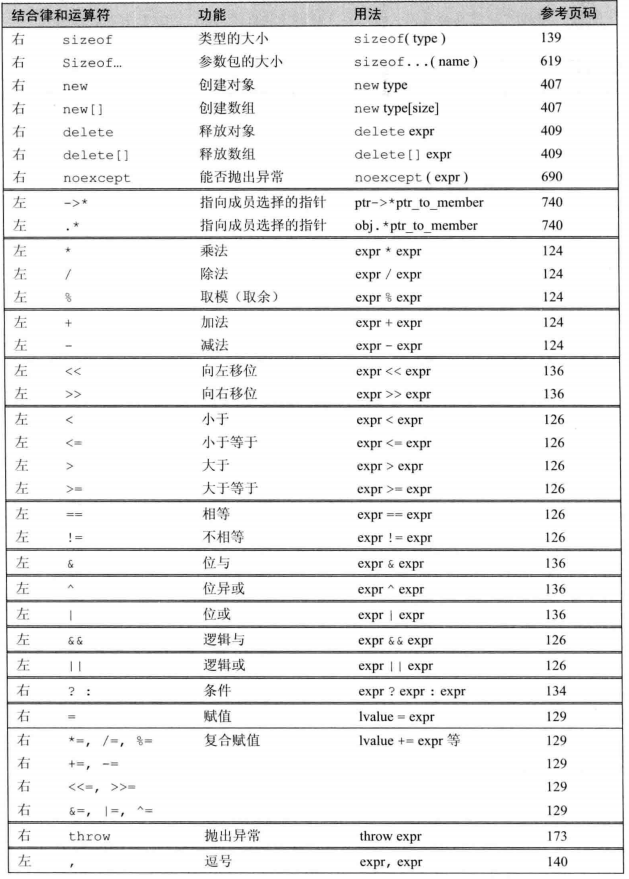 结合律和运算符 功能 用法 参考页码
右 sizeof 类型的大小 sizeof( type ) 139
右 Sizeof… 参数包的大小 sizeof...( name ) 619
右 new 创建对象 new type 407
右 new[] 创建数组 new type[size] 407
右 delete 释放对象 delete expr 409
右 delete[] 释放数组 delete[] expr 409
右 noexcept 能否抛出异常 noexcept ( expr ) 690
左 ->* 指向成员选择的指针 ptr->*ptr_to_member 740
左 .* 指向成员选择的指针 obj.*ptr_to_member 740
左 * 乘法 expr * expr 124
左 / 除法 expr / expr 124
左 % 取模（取余） expr % expr 124
左 + 加法 expr + expr 124
左 - 减法 expr - expr 124
左 << 向左移位 expr << expr 136
左 >> 向右移位 expr >> expr 136
左 < 小于 expr < expr 126
左 <= 小于等于 expr <= expr 126
左 > 大于 expr > expr 126
左 >= 大于等于 expr >= expr 126
左 == 相等 expr == expr 126
左 != 不相等 expr != expr 126
左 & 位与 expr & expr 136
左 ^ 位异或 expr ^ expr 136
左 | 位或 expr | expr 136
左 && 逻辑与 expr && expr 126
左 || 逻辑或 expr || expr 126
右 ? : 条件 expr ? expr : expr 134
右 = 赋值 lvalue = expr 129
右 *=, /=, %= 复合赋值 lvalue += expr 等 129
右 +=, -= 129
右 <<=, >>= 129
右 &=, |=, ^= 129
右 throw 抛出异常 throw expr 173
左 , 逗号 expr, expr 140